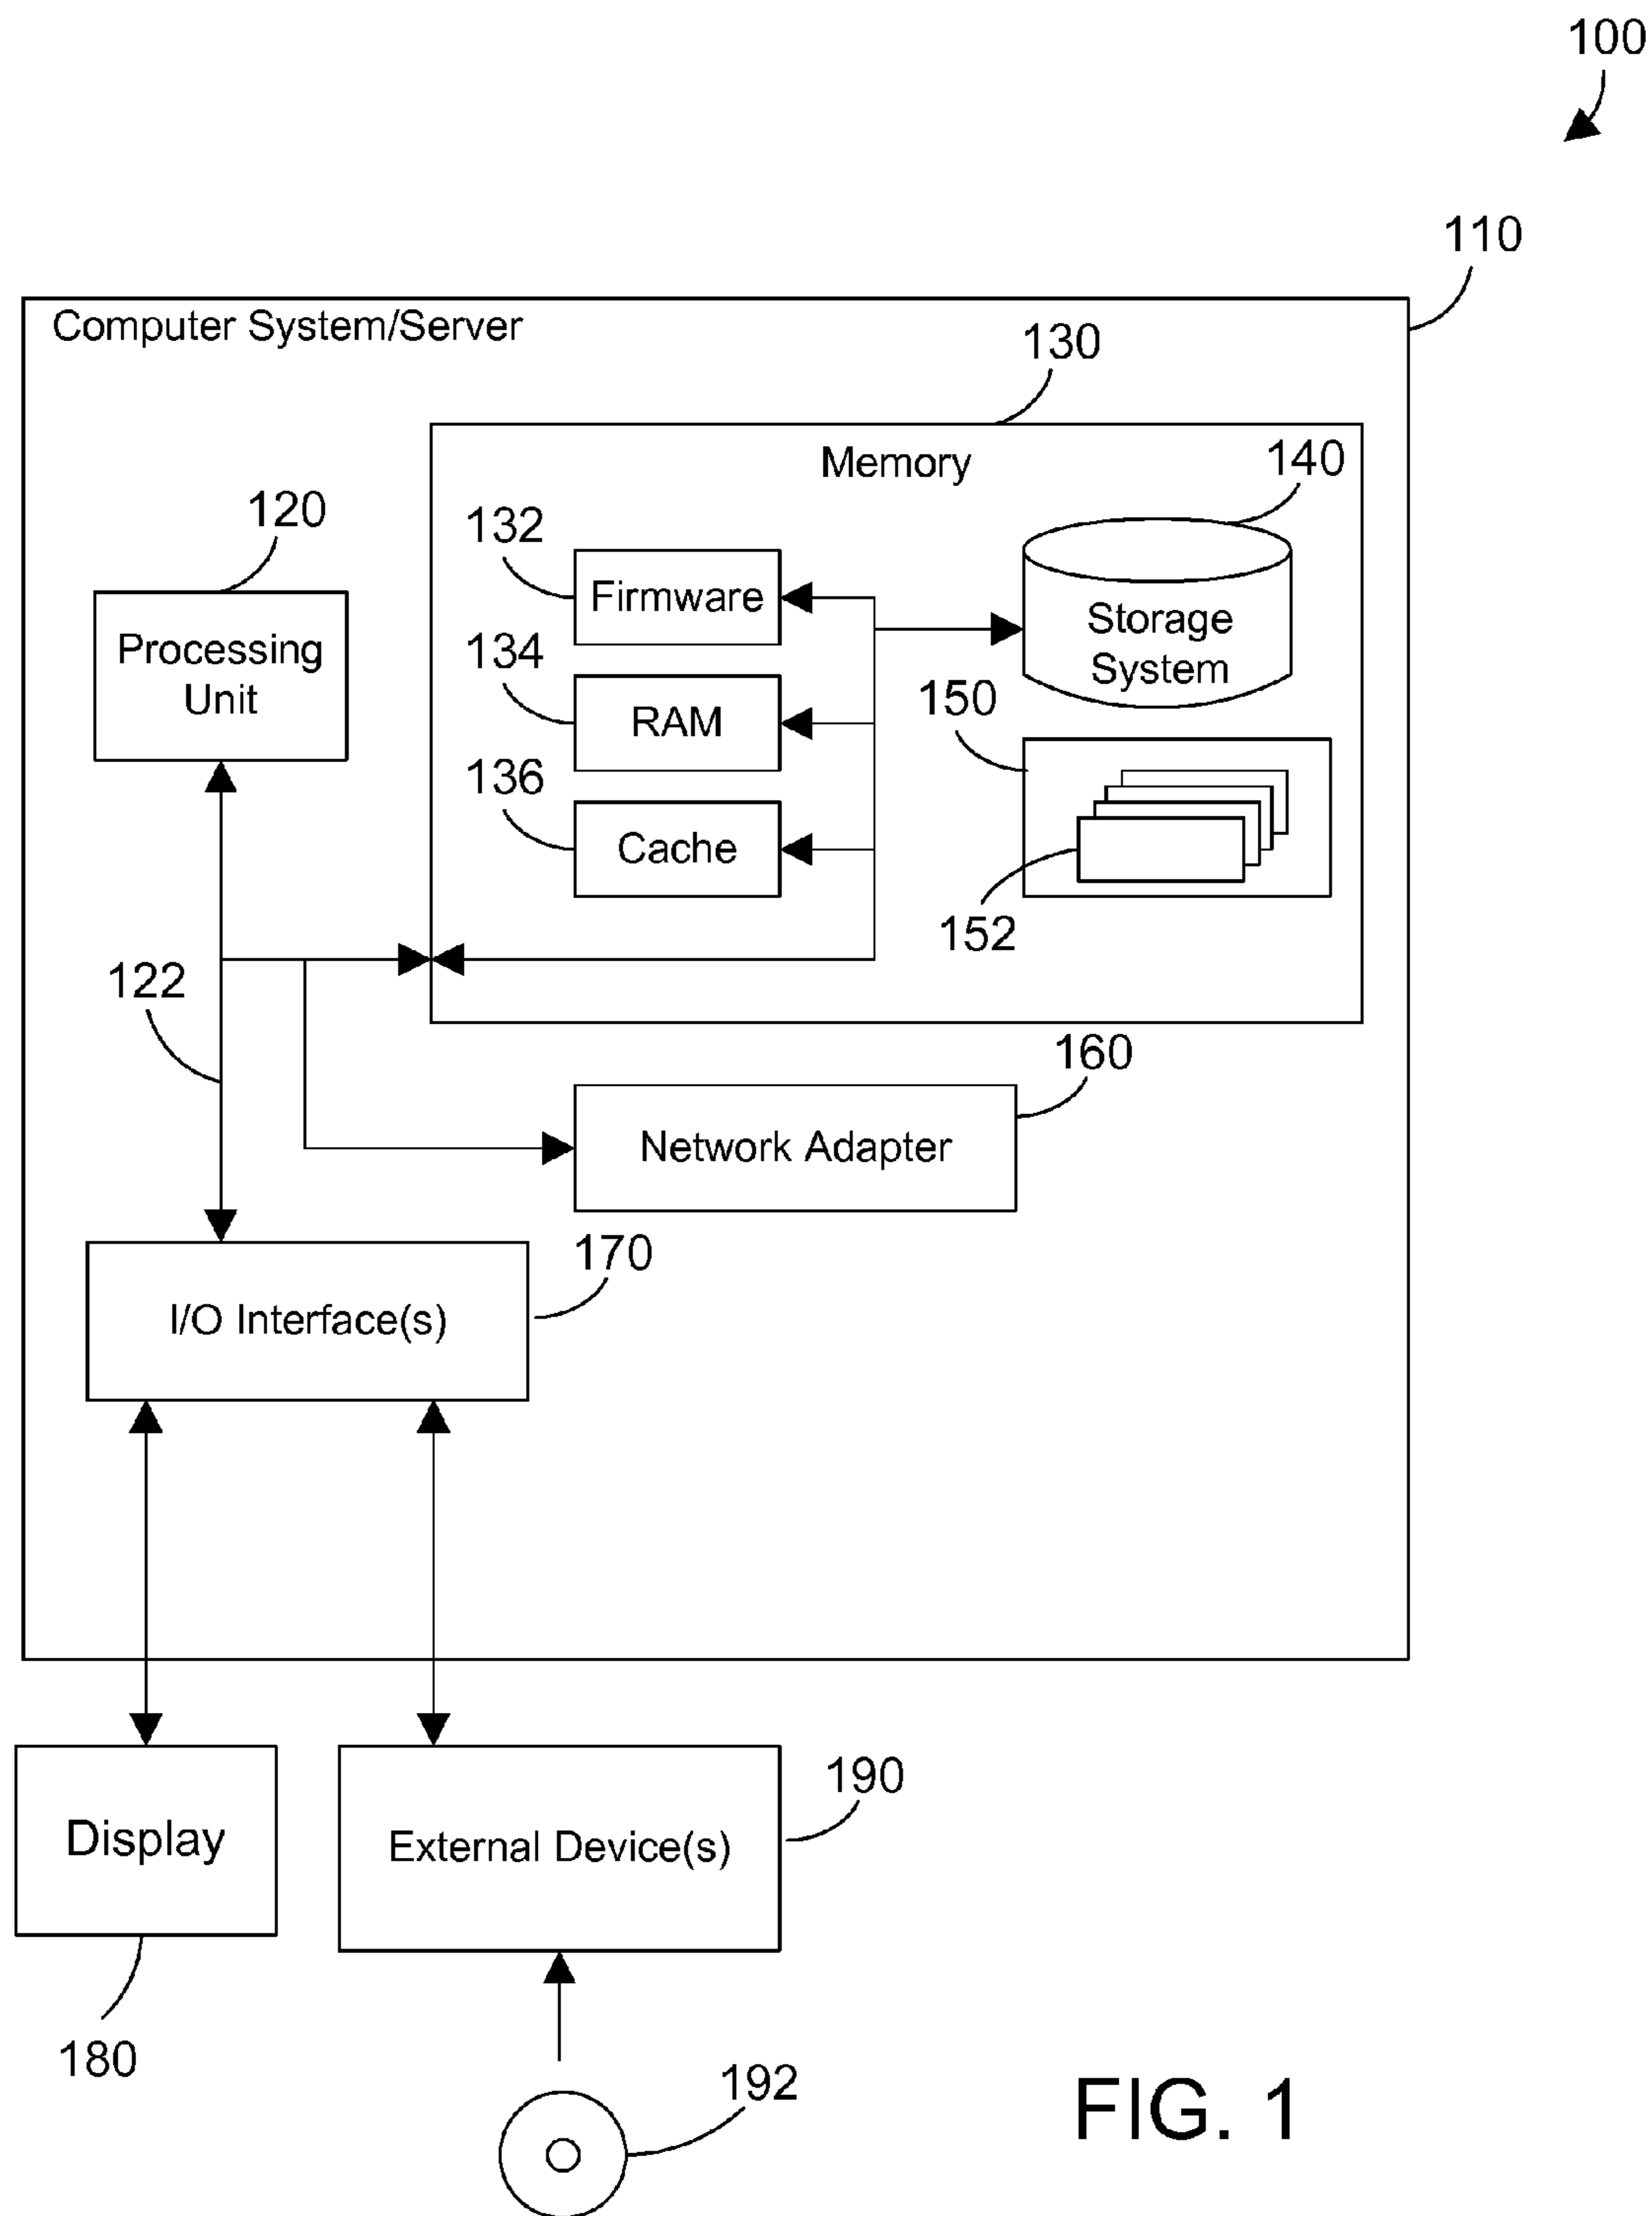 100
110
Computer System/Server
130
Memory
140
120
132
Firmware
Storage
System
Processing
Unit
134
RAM
150
136
Cache
152
122
160
Network Adapter
170
I/O Interface(s)
190
Display
External Device(s)
180
192
FIG. 1